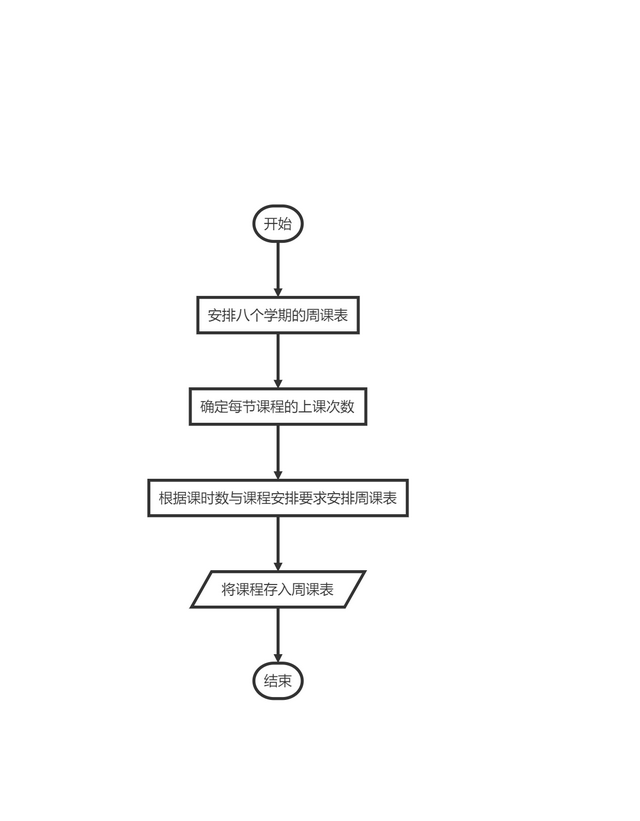 开始
安排八个学期的周课表
确定每节课程的上课次数
根据课时数与课程安排要求安排周课表
将课程存入周课表
结束